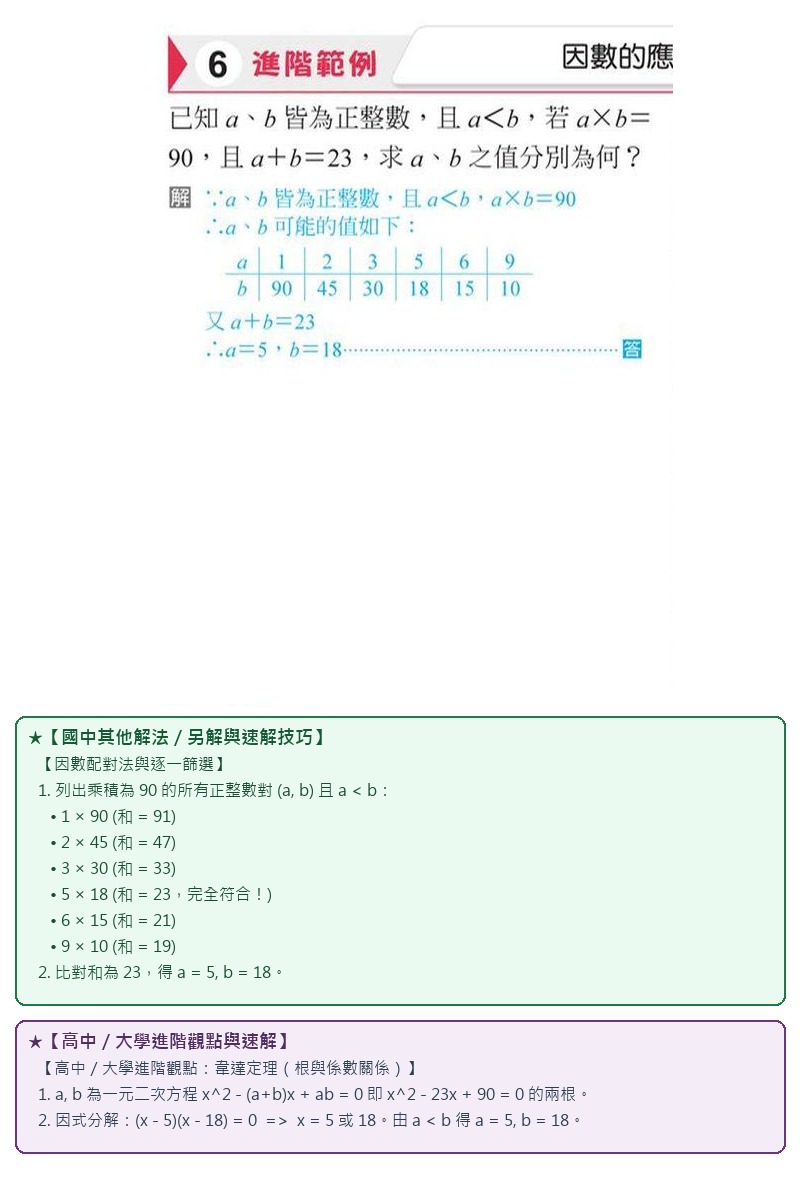 6 進階範例 因數的應
已知 a、b 皆為正整數，且 a＜b，若 a×b＝
90，且 a＋b＝23，求 a、b 之值分別為何？
解 ∵a、b 皆為正整數，且 a＜b，a×b＝90
∴a、b 可能的值如下：
a 1 2 3 5 6 9
b 90 45 30 18 15 10
又 a＋b＝23
∴a＝5，b＝18 答
★【國中其他解法 / 另解與速解技巧】
【因數配對法與逐一篩選】
1. 列出乘積為 90 的所有正整數對 (a, b) 且 a < b：
• 1 × 90 (和 = 91)
• 2 × 45 (和 = 47)
• 3 × 30 (和 = 33)
• 5 × 18 (和 = 23，完全符合！)
• 6 × 15 (和 = 21)
• 9 × 10 (和 = 19)
2. 比對和為 23，得 a = 5, b = 18。
★【高中 / 大學進階觀點與速解】
【高中 / 大學進階觀點：韋達定理（根與係數關係）】
1. a, b 為一元二次方程 x^2 - (a+b)x + ab = 0 即 x^2 - 23x + 90 = 0 的兩根。
2. 因式分解：(x - 5)(x - 18) = 0 => x = 5 或 18。由 a < b 得 a = 5, b = 18。